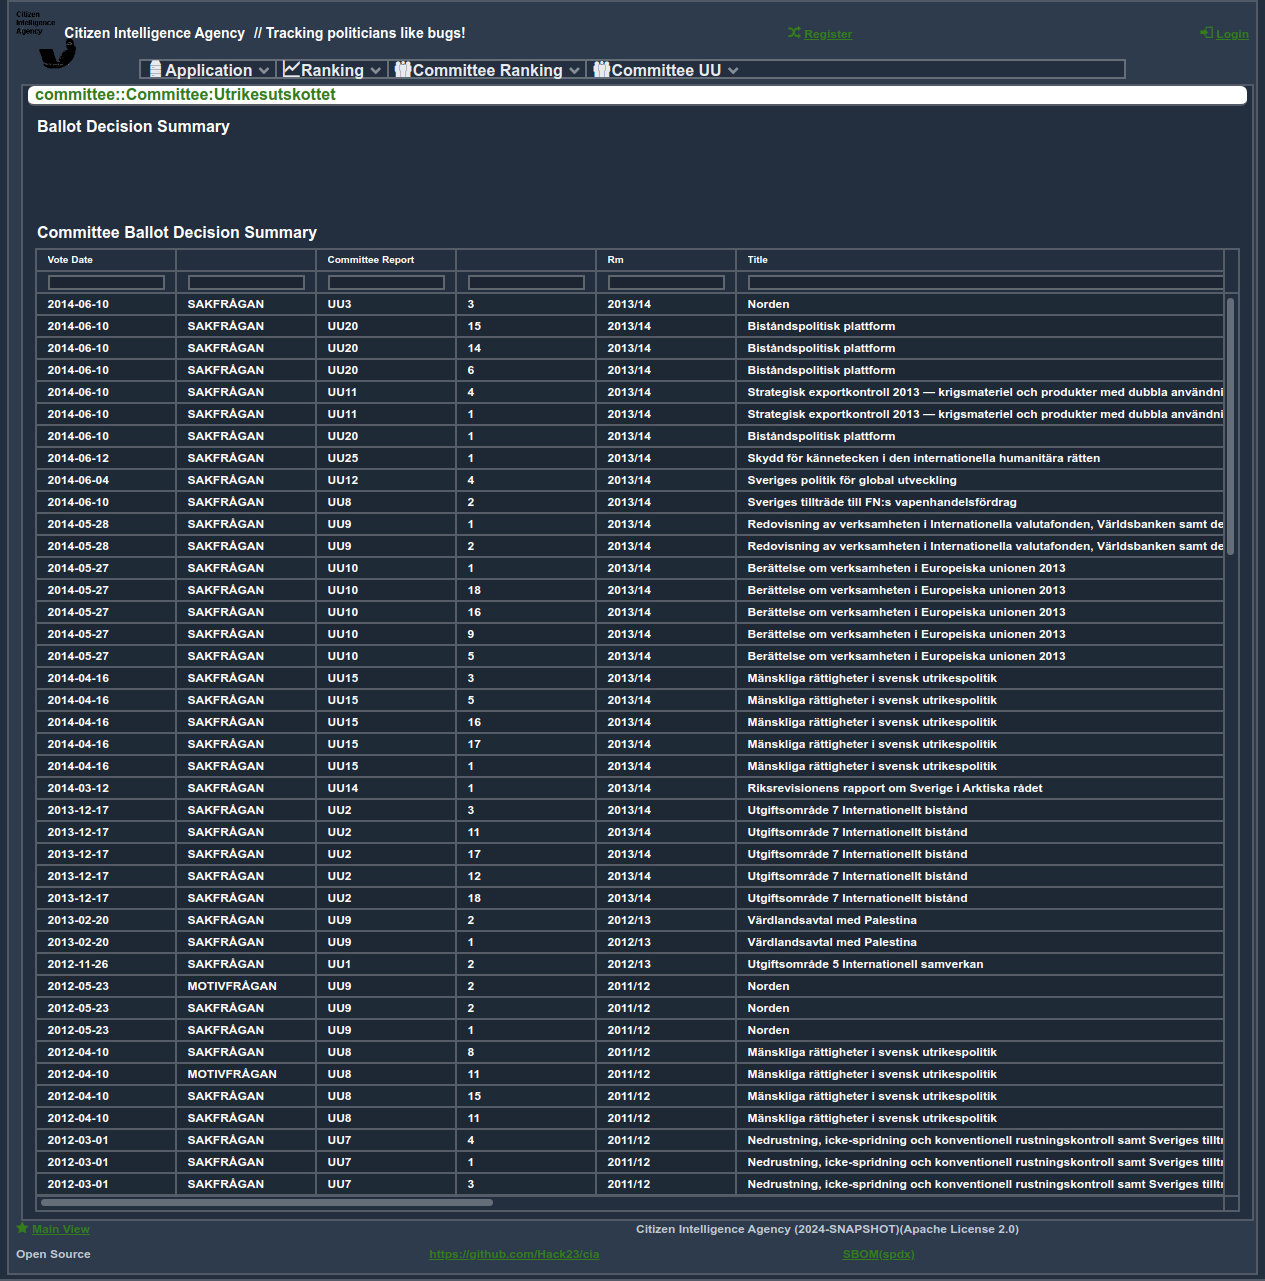 Citizen
Intelligence
Agency
Citizen Intelligence Agency // Tracking politicians like bugs!
Register
Login
Application
Ranking
Committee Ranking
Committee UU
committee::Committee:Utrikesutskottet
Ballot Decision Summary
Committee Ballot Decision Summary
Vote Date Committee Report Rm Title
2014-06-10 SAKFRÅGAN UU3 3 2013/14 Norden
2014-06-10 SAKFRÅGAN UU20 15 2013/14 Biståndspolitisk plattform
2014-06-10 SAKFRÅGAN UU20 14 2013/14 Biståndspolitisk plattform
2014-06-10 SAKFRÅGAN UU20 6 2013/14 Biståndspolitisk plattform
2014-06-10 SAKFRÅGAN UU11 4 2013/14 Strategisk exportkontroll 2013 — krigsmateriel och produkter med dubbla användni
2014-06-10 SAKFRÅGAN UU11 1 2013/14 Strategisk exportkontroll 2013 — krigsmateriel och produkter med dubbla användni
2014-06-10 SAKFRÅGAN UU20 1 2013/14 Biståndspolitisk plattform
2014-06-12 SAKFRÅGAN UU25 1 2013/14 Skydd för kännetecken i den internationella humanitära rätten
2014-06-04 SAKFRÅGAN UU12 4 2013/14 Sveriges politik för global utveckling
2014-06-10 SAKFRÅGAN UU8 2 2013/14 Sveriges tillträde till FN:s vapenhandelsfördrag
2014-05-28 SAKFRÅGAN UU9 1 2013/14 Redovisning av verksamheten i Internationella valutafonden, Världsbanken samt de
2014-05-28 SAKFRÅGAN UU9 2 2013/14 Redovisning av verksamheten i Internationella valutafonden, Världsbanken samt de
2014-05-27 SAKFRÅGAN UU10 1 2013/14 Berättelse om verksamheten i Europeiska unionen 2013
2014-05-27 SAKFRÅGAN UU10 18 2013/14 Berättelse om verksamheten i Europeiska unionen 2013
2014-05-27 SAKFRÅGAN UU10 16 2013/14 Berättelse om verksamheten i Europeiska unionen 2013
2014-05-27 SAKFRÅGAN UU10 9 2013/14 Berättelse om verksamheten i Europeiska unionen 2013
2014-05-27 SAKFRÅGAN UU10 5 2013/14 Berättelse om verksamheten i Europeiska unionen 2013
2014-04-16 SAKFRÅGAN UU15 3 2013/14 Mänskliga rättigheter i svensk utrikespolitik
2014-04-16 SAKFRÅGAN UU15 5 2013/14 Mänskliga rättigheter i svensk utrikespolitik
2014-04-16 SAKFRÅGAN UU15 16 2013/14 Mänskliga rättigheter i svensk utrikespolitik
2014-04-16 SAKFRÅGAN UU15 17 2013/14 Mänskliga rättigheter i svensk utrikespolitik
2014-04-16 SAKFRÅGAN UU15 1 2013/14 Mänskliga rättigheter i svensk utrikespolitik
2014-03-12 SAKFRÅGAN UU14 1 2013/14 Riksrevisionens rapport om Sverige i Arktiska rådet
2013-12-17 SAKFRÅGAN UU2 3 2013/14 Utgiftsområde 7 Internationellt bistånd
2013-12-17 SAKFRÅGAN UU2 11 2013/14 Utgiftsområde 7 Internationellt bistånd
2013-12-17 SAKFRÅGAN UU2 17 2013/14 Utgiftsområde 7 Internationellt bistånd
2013-12-17 SAKFRÅGAN UU2 12 2013/14 Utgiftsområde 7 Internationellt bistånd
2013-12-17 SAKFRÅGAN UU2 18 2013/14 Utgiftsområde 7 Internationellt bistånd
2013-02-20 SAKFRÅGAN UU9 2 2012/13 Värdlandsavtal med Palestina
2013-02-20 SAKFRÅGAN UU9 1 2012/13 Värdlandsavtal med Palestina
2012-11-26 SAKFRÅGAN UU1 2 2012/13 Utgiftsområde 5 Internationell samverkan
2012-05-23 MOTIVFRÅGAN UU9 2 2011/12 Norden
2012-05-23 SAKFRÅGAN UU9 2 2011/12 Norden
2012-05-23 SAKFRÅGAN UU9 1 2011/12 Norden
2012-04-10 SAKFRÅGAN UU8 8 2011/12 Mänskliga rättigheter i svensk utrikespolitik
2012-04-10 MOTIVFRÅGAN UU8 11 2011/12 Mänskliga rättigheter i svensk utrikespolitik
2012-04-10 SAKFRÅGAN UU8 15 2011/12 Mänskliga rättigheter i svensk utrikespolitik
2012-04-10 SAKFRÅGAN UU8 11 2011/12 Mänskliga rättigheter i svensk utrikespolitik
2012-03-01 SAKFRÅGAN UU7 4 2011/12 Nedrustning, icke-spridning och konventionell rustningskontroll samt Sveriges tilltr
2012-03-01 SAKFRÅGAN UU7 1 2011/12 Nedrustning, icke-spridning och konventionell rustningskontroll samt Sveriges tilltr
2012-03-01 SAKFRÅGAN UU7 3 2011/12 Nedrustning, icke-spridning och konventionell rustningskontroll samt Sveriges tilltr
Main View
Citizen Intelligence Agency (2024-SNAPSHOT)(Apache License 2.0)
Open Source
https://github.com/Hack23/cia
SBOM(spdx)